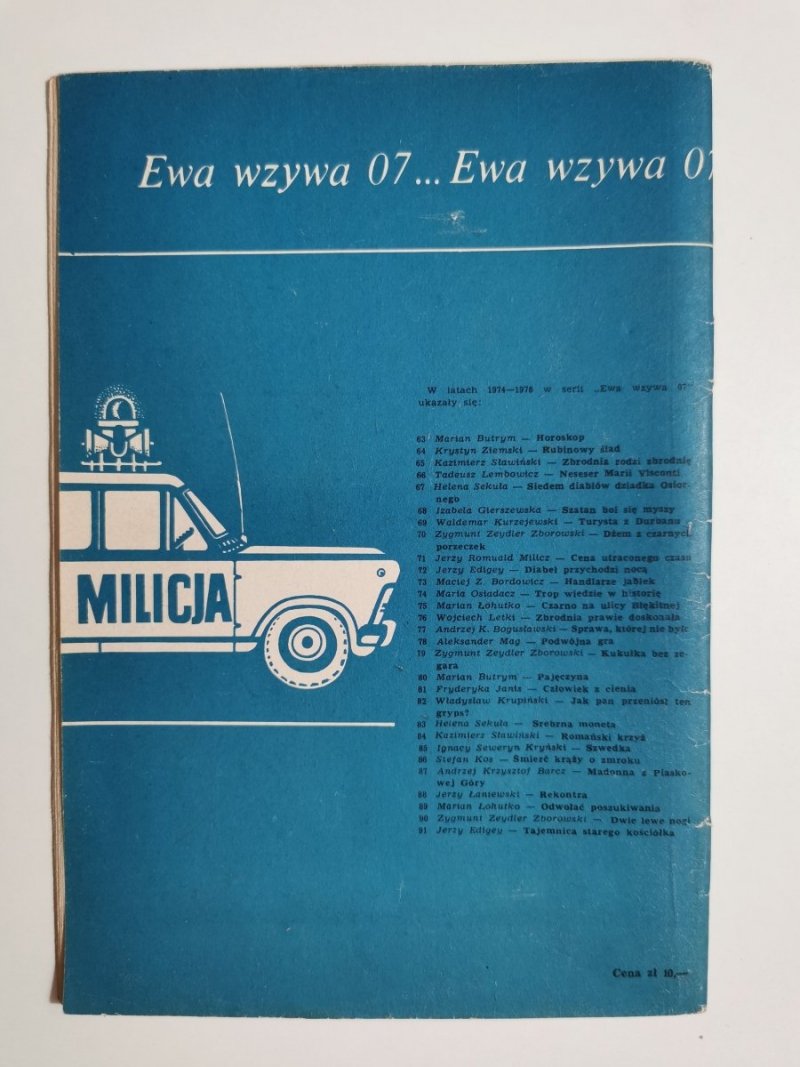 Ewa wzywa 07... Ewa wzywa 07
W latach 1974—1976 w serii „Ewa wzywa 07”
ukazały się:
63 Marian Butrym — Horoskop
64 Krystyn Ziemski — Rubinowy ślad
65 Kazimierz Sławiński — Zbrodnia rodzi zbrodnię
66 Tadeusz Lembowicz — Neseser Marii Visconti
67 Helena Sekuła — Siedem diabłów dziadka Osior-
nego
68 Izabela Gierszewska — Szatan boi się myszy
69 Waldemar Kurzejewski — Turysta z Durbanu
70 Zygmunt Zeydler Zborowski — Dżem z czarnych
porzeczek
71 Jerzy Romuald Milicz — Cena utraconego czasu
72 Jerzy Edigey — Diabeł przychodzi nocą
73 Maciej Z. Bordowicz — Handlarze jabłek
74 Maria Osiadacz — Trop wiedzie w historię
75 Marian Łohutko — Czarno na ulicy Błękitnej
76 Wojciech Letki — Zbrodnia prawie doskonała
77 Andrzej K. Bogusławski — Sprawa, której nie było
78 Aleksander Mag — Podwójna gra
79 Zygmunt Zeydler Zborowski — Kukułka bez ze-
gara
80 Marian Butrym — Pajęczyna
81 Fryderyka Janis — Człowiek z cienia
82 Władysław Krupiński — Jak pan przeniósł ten
gryps?
83 Helena Sekuła — Srebrna moneta
84 Kazimierz Sławiński — Romański krzyż
85 Ignacy Seweryn Kryński — Szwedka
86 Stefan Kos — Śmierć krąży o zmroku
87 Andrzej Krzysztof Barcz — Madonna z Piasko-
wej Góry
88 Jerzy Łaniewski — Rekontra
89 Marian Łohutko — Odwołać poszukiwania
90 Zygmunt Zeydler Zborowski — Dwie lewe nogi
91 Jerzy Edigey — Tajemnica starego kościółka
MILICJA
Cena zł 10,—